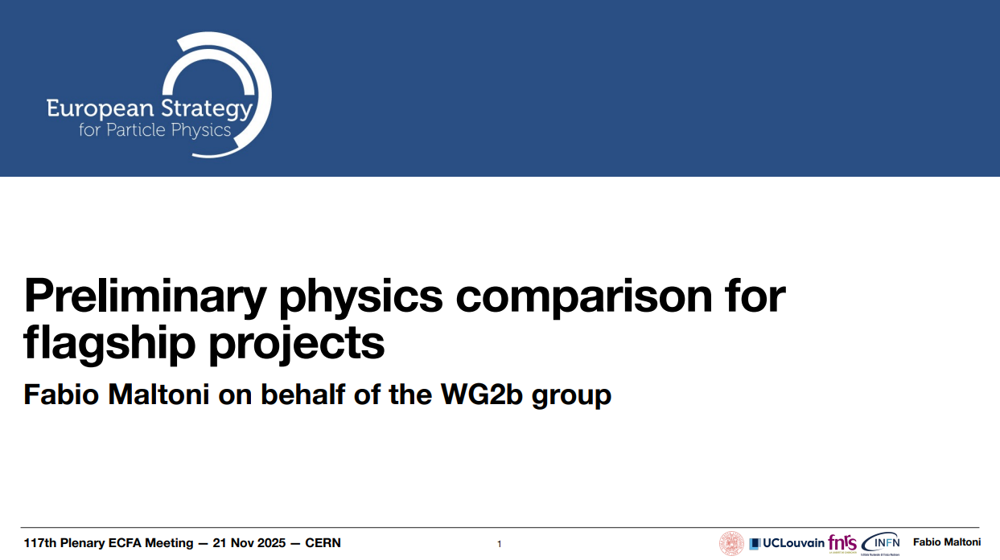 European Strategy
for Particle Physics
Preliminary physics comparison for
flagship projects
Fabio Maltoni on behalf of the WG2b group
117th Plenary ECFA Meeting — 21 Nov 2025 — CERN
1
UCLouvain
fnrs
INFN
Fabio Maltoni